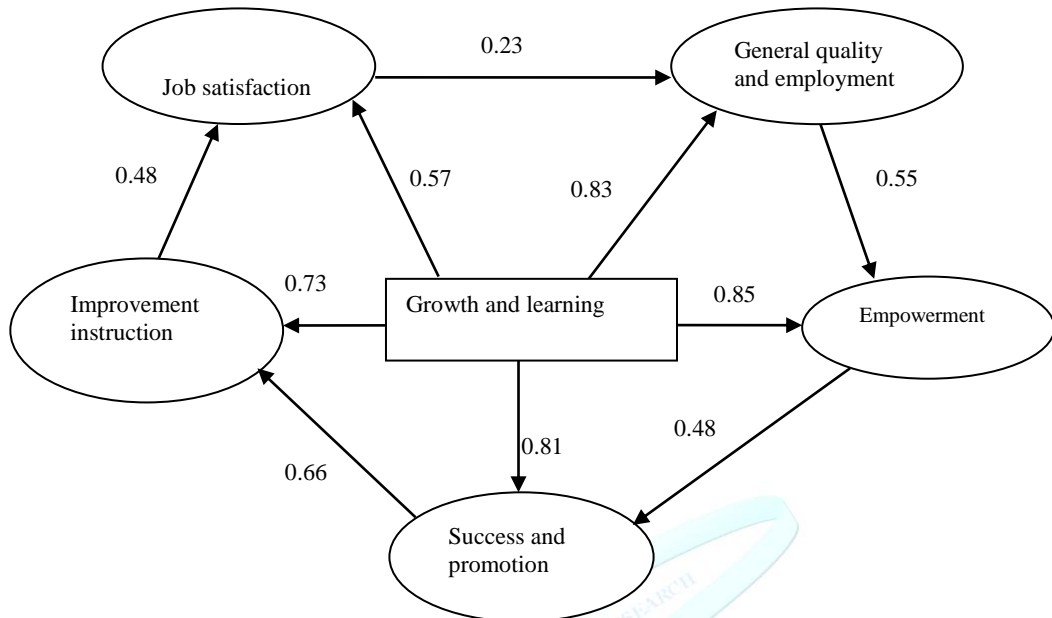 0.23
General quality
and employment
Job satisfaction
0.48
0.57
0.83
0.55
Improvement
instruction
0.73
Growth and learning
0.85
Empowerment
0.81
0.48
0.66
Success and
promotion
SEARCH